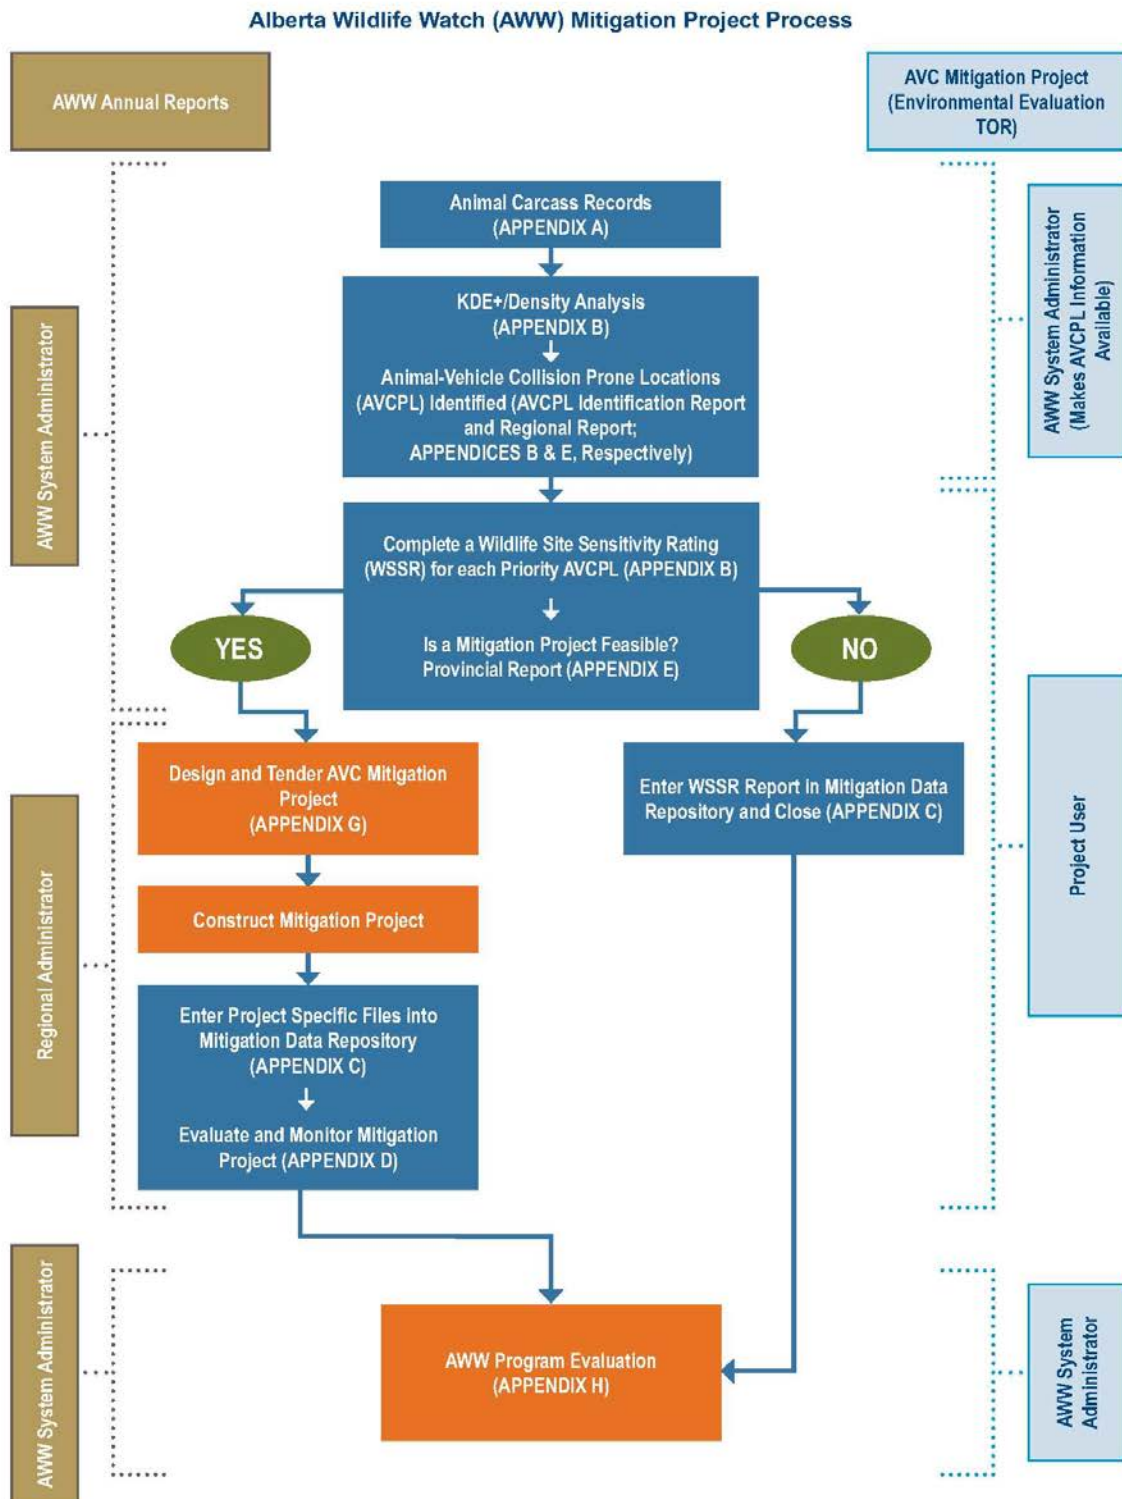 Alberta Wildlife Watch (AWW) Mitigation Project Process
AWW Annual Reports
AVC Mitigation Project
(Environmental Evaluation
TOR)
Animal Carcass Records
(APPENDIX A)
AWW System Administrator
(Makes AVCPL Information
Available)
KDE+/Density Analysis
(APPENDIX B)
Animal-Vehicle Collision Prone Locations
(AVCPL) Identified (AVCPL Identification Report
and Regional Report;
APPENDICES B & E, Respectively)
AWW System Administrator
Complete a Wildlife Site Sensitivity Rating
(WSSR) for each Priority AVCPL (APPENDIX B)
Is a Mitigation Project Feasible?
Provincial Report (APPENDIX E)
YES
NO
Design and Tender AVC Mitigation
Project
(APPENDIX G)
Enter WSSR Report in Mitigation Data
Repository and Close (APPENDIX C)
Project User
Construct Mitigation Project
Regional Administrator
Enter Project Specific Files into
Mitigation Data Repository
(APPENDIX C)
Evaluate and Monitor Mitigation
Project (APPENDIX D)
AWW System Administrator
AWW Program Evaluation
(APPENDIX H)
AWW System
Administrator